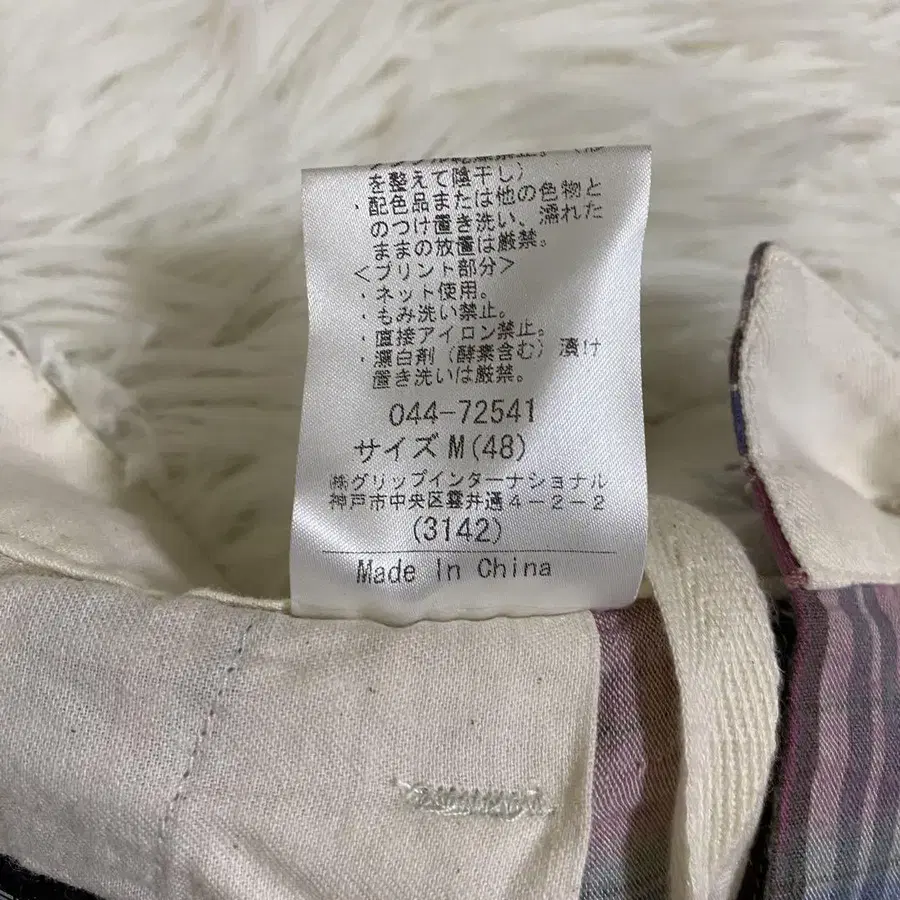 を整えて陰干し)
・配色品または他の色物と
のつけ置き洗い、濡れた
ままの放置は厳禁。
<プリント部分>
・ネット使用。
・もみ洗い禁止。
・直接アイロン禁止。
・漂白剤(酵素含む)漬け
置き洗いは厳禁。
044-72541
サイズM(48)
㈱グリップインターナショナル
神戸市中央区雲井通4-2-2
(3142)
Made In China